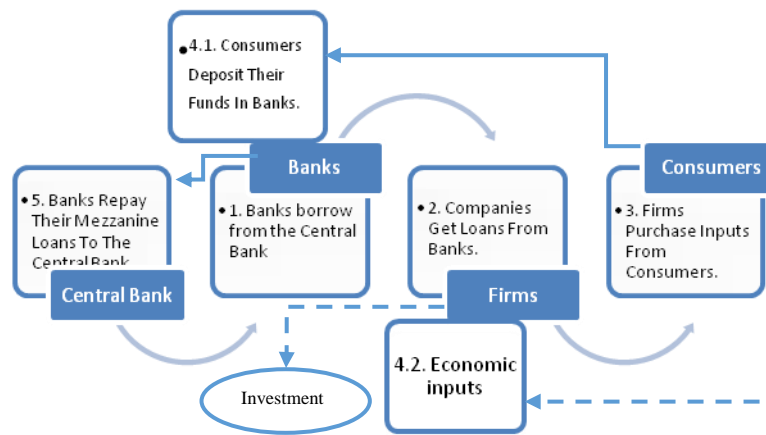 •4.1. Consumers
Deposit Their
Funds In Banks.
Banks
Consumers
• 5. Banks Repay
Their Mezzanine
Loans To The
Central Bank
Central Bank
• 1. Banks borrow
from the Central
Bank
• 2. Companies
Get Loans From
Banks.
Firms
• 3. Firms
Purchase Inputs
From
Consumers.
4.2. Economic
inputs
Investment